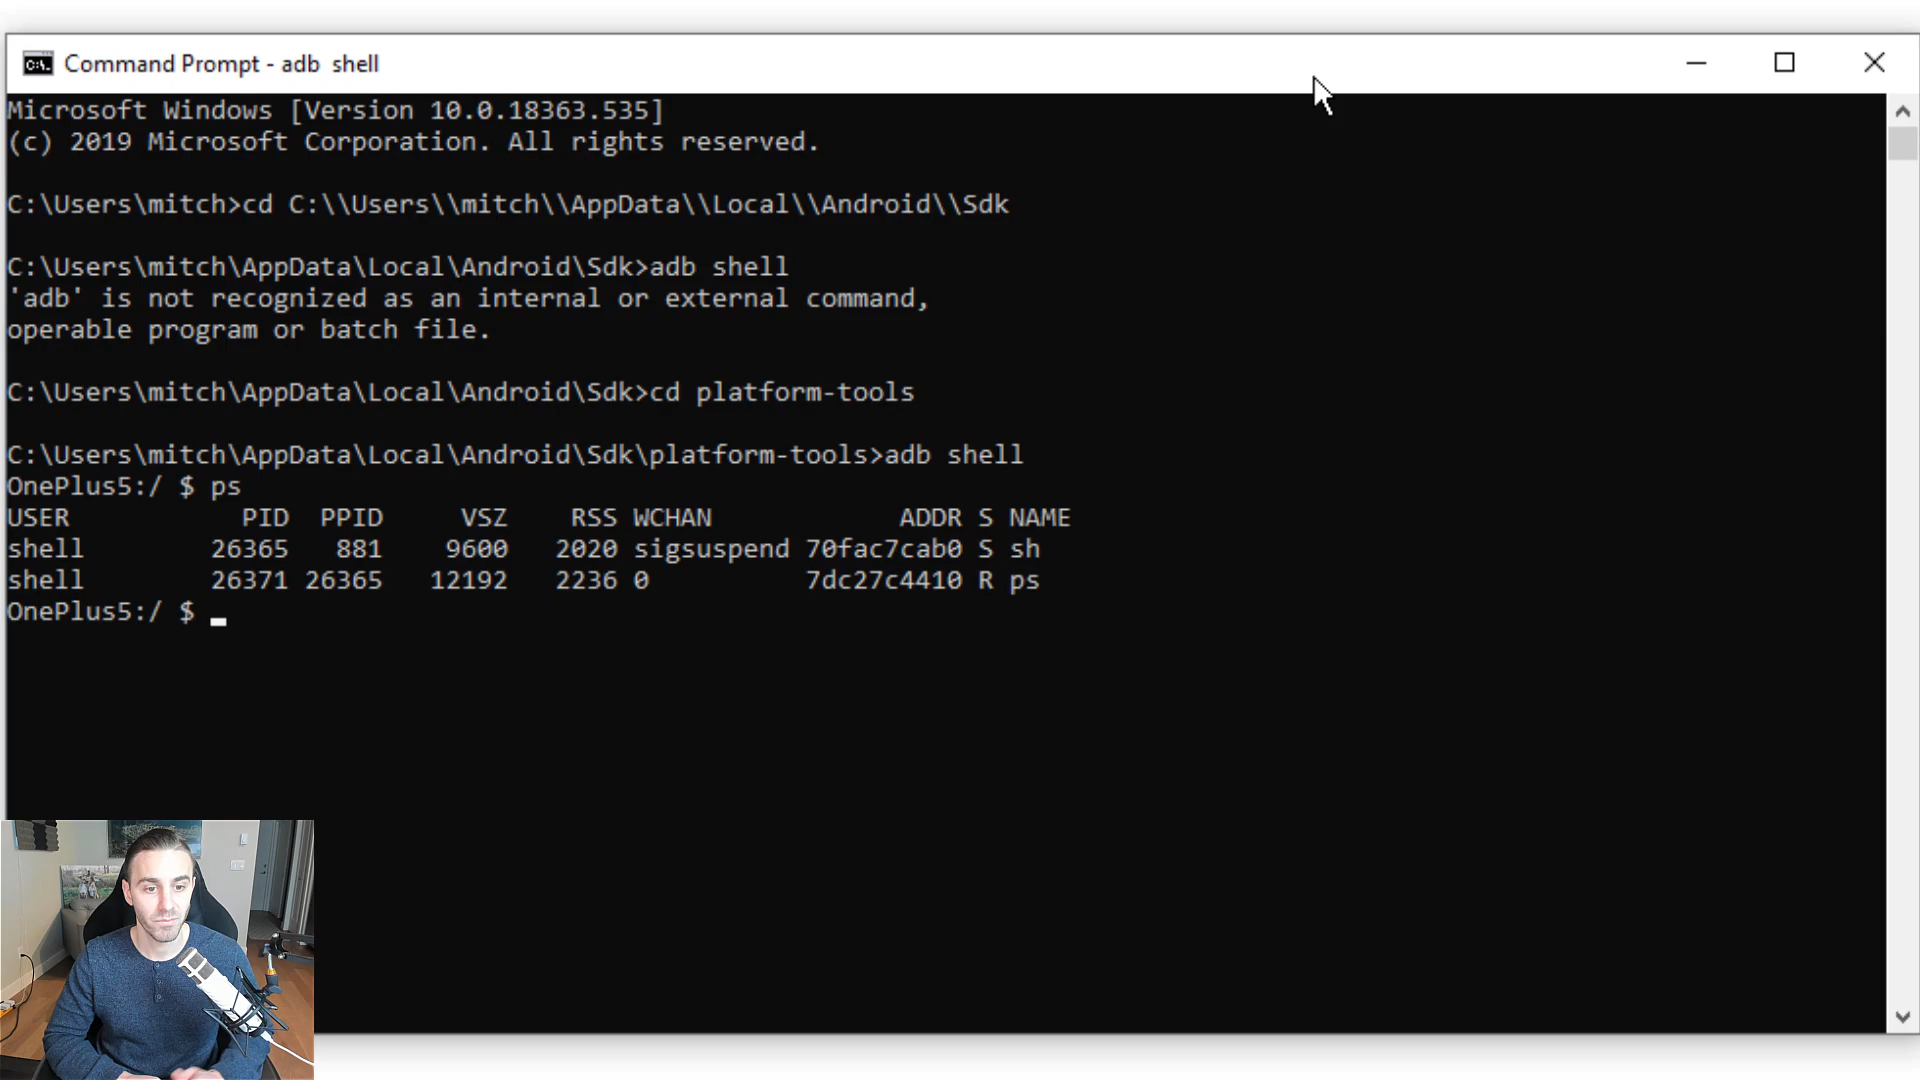 Command Prompt - adb  shell
Microsoft Windows [Version 10.0.18363.535]
(c) 2019 Microsoft Corporation. All rights reserved.
C:\Users\mitch>cd C:\\Users\\mitch\\AppData\\Local\\Android\\Sdk
C:\Users\mitch\AppData\Local\Android\Sdk>adb shell
'adb' is not recognized as an internal or external command,
operable program or batch file.
C:\Users\mitch\AppData\Local\Android\Sdk>cd platform-tools
C:\Users\mitch\AppData\Local\Android\Sdk\platform-tools>adb shell
OnePlus5:/ $ ps
USER           PID  PPID     VSZ    RSS WCHAN            ADDR S NAME
shell        26365   881    9600   2020 sigsuspend 70fac7cab0 S sh
shell        26371 26365   12192   2236 0          7dc27c4410 R ps
OnePlus5:/ $